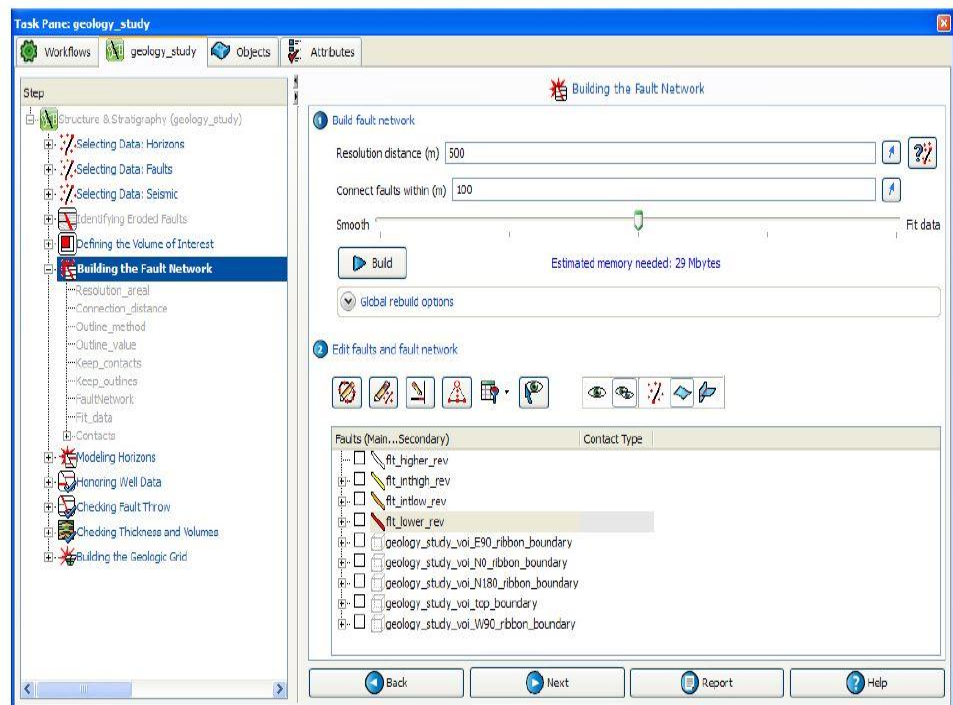 Task Pane: geology_study
Workflows geology_study Objects Attributes
Step
Structure & Stratigraphy (geology_study)
Selecting Data: Horizons
Selecting Data: Faults
Selecting Data: Seismic
Identifying Eroded Faults
Defining the Volume of Interest
Building the Fault Network
Resolution_areal
Connection_distance
Outline_method
Outline_value
Keep_contacts
Keep_outlines
FaultNetwork
Fit_data
Contacts
Modeling Horizons
Honoring Well Data
Checking Fault Throw
Checking Thickness and Volumes
Building the Geologic Grid
Building the Fault Network
1 Build fault network
Resolution distance (m) 500
Connect faults within (m) 100
Smooth Fit data
Build Estimated memory needed: 29 Mbytes
Global rebuild options
2 Edit faults and fault network
Faults (Main...Secondary) Contact Type
flt_higher_rev
flt_inthigh_rev
flt_intlow_rev
flt_lower_rev
geology_study_voi_E90_ribbon_boundary
geology_study_voi_N0_ribbon_boundary
geology_study_voi_N180_ribbon_boundary
geology_study_voi_top_boundary
geology_study_voi_W90_ribbon_boundary
Back Next Report Help